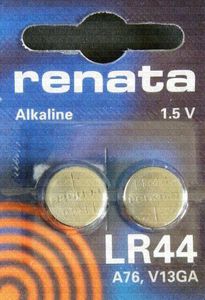 renata
Alkaline 1.5 V
LR44
A76, V13GA